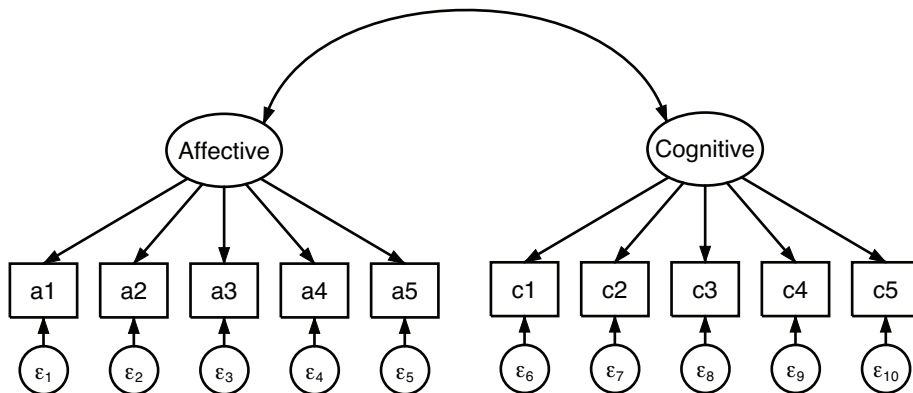 Affective Cognitive
a1 a2 a3 a4 a5 c1 c2 c3 c4 c5
ε1 ε2 ε3 ε4 ε5 ε6 ε7 ε8 ε9 ε10